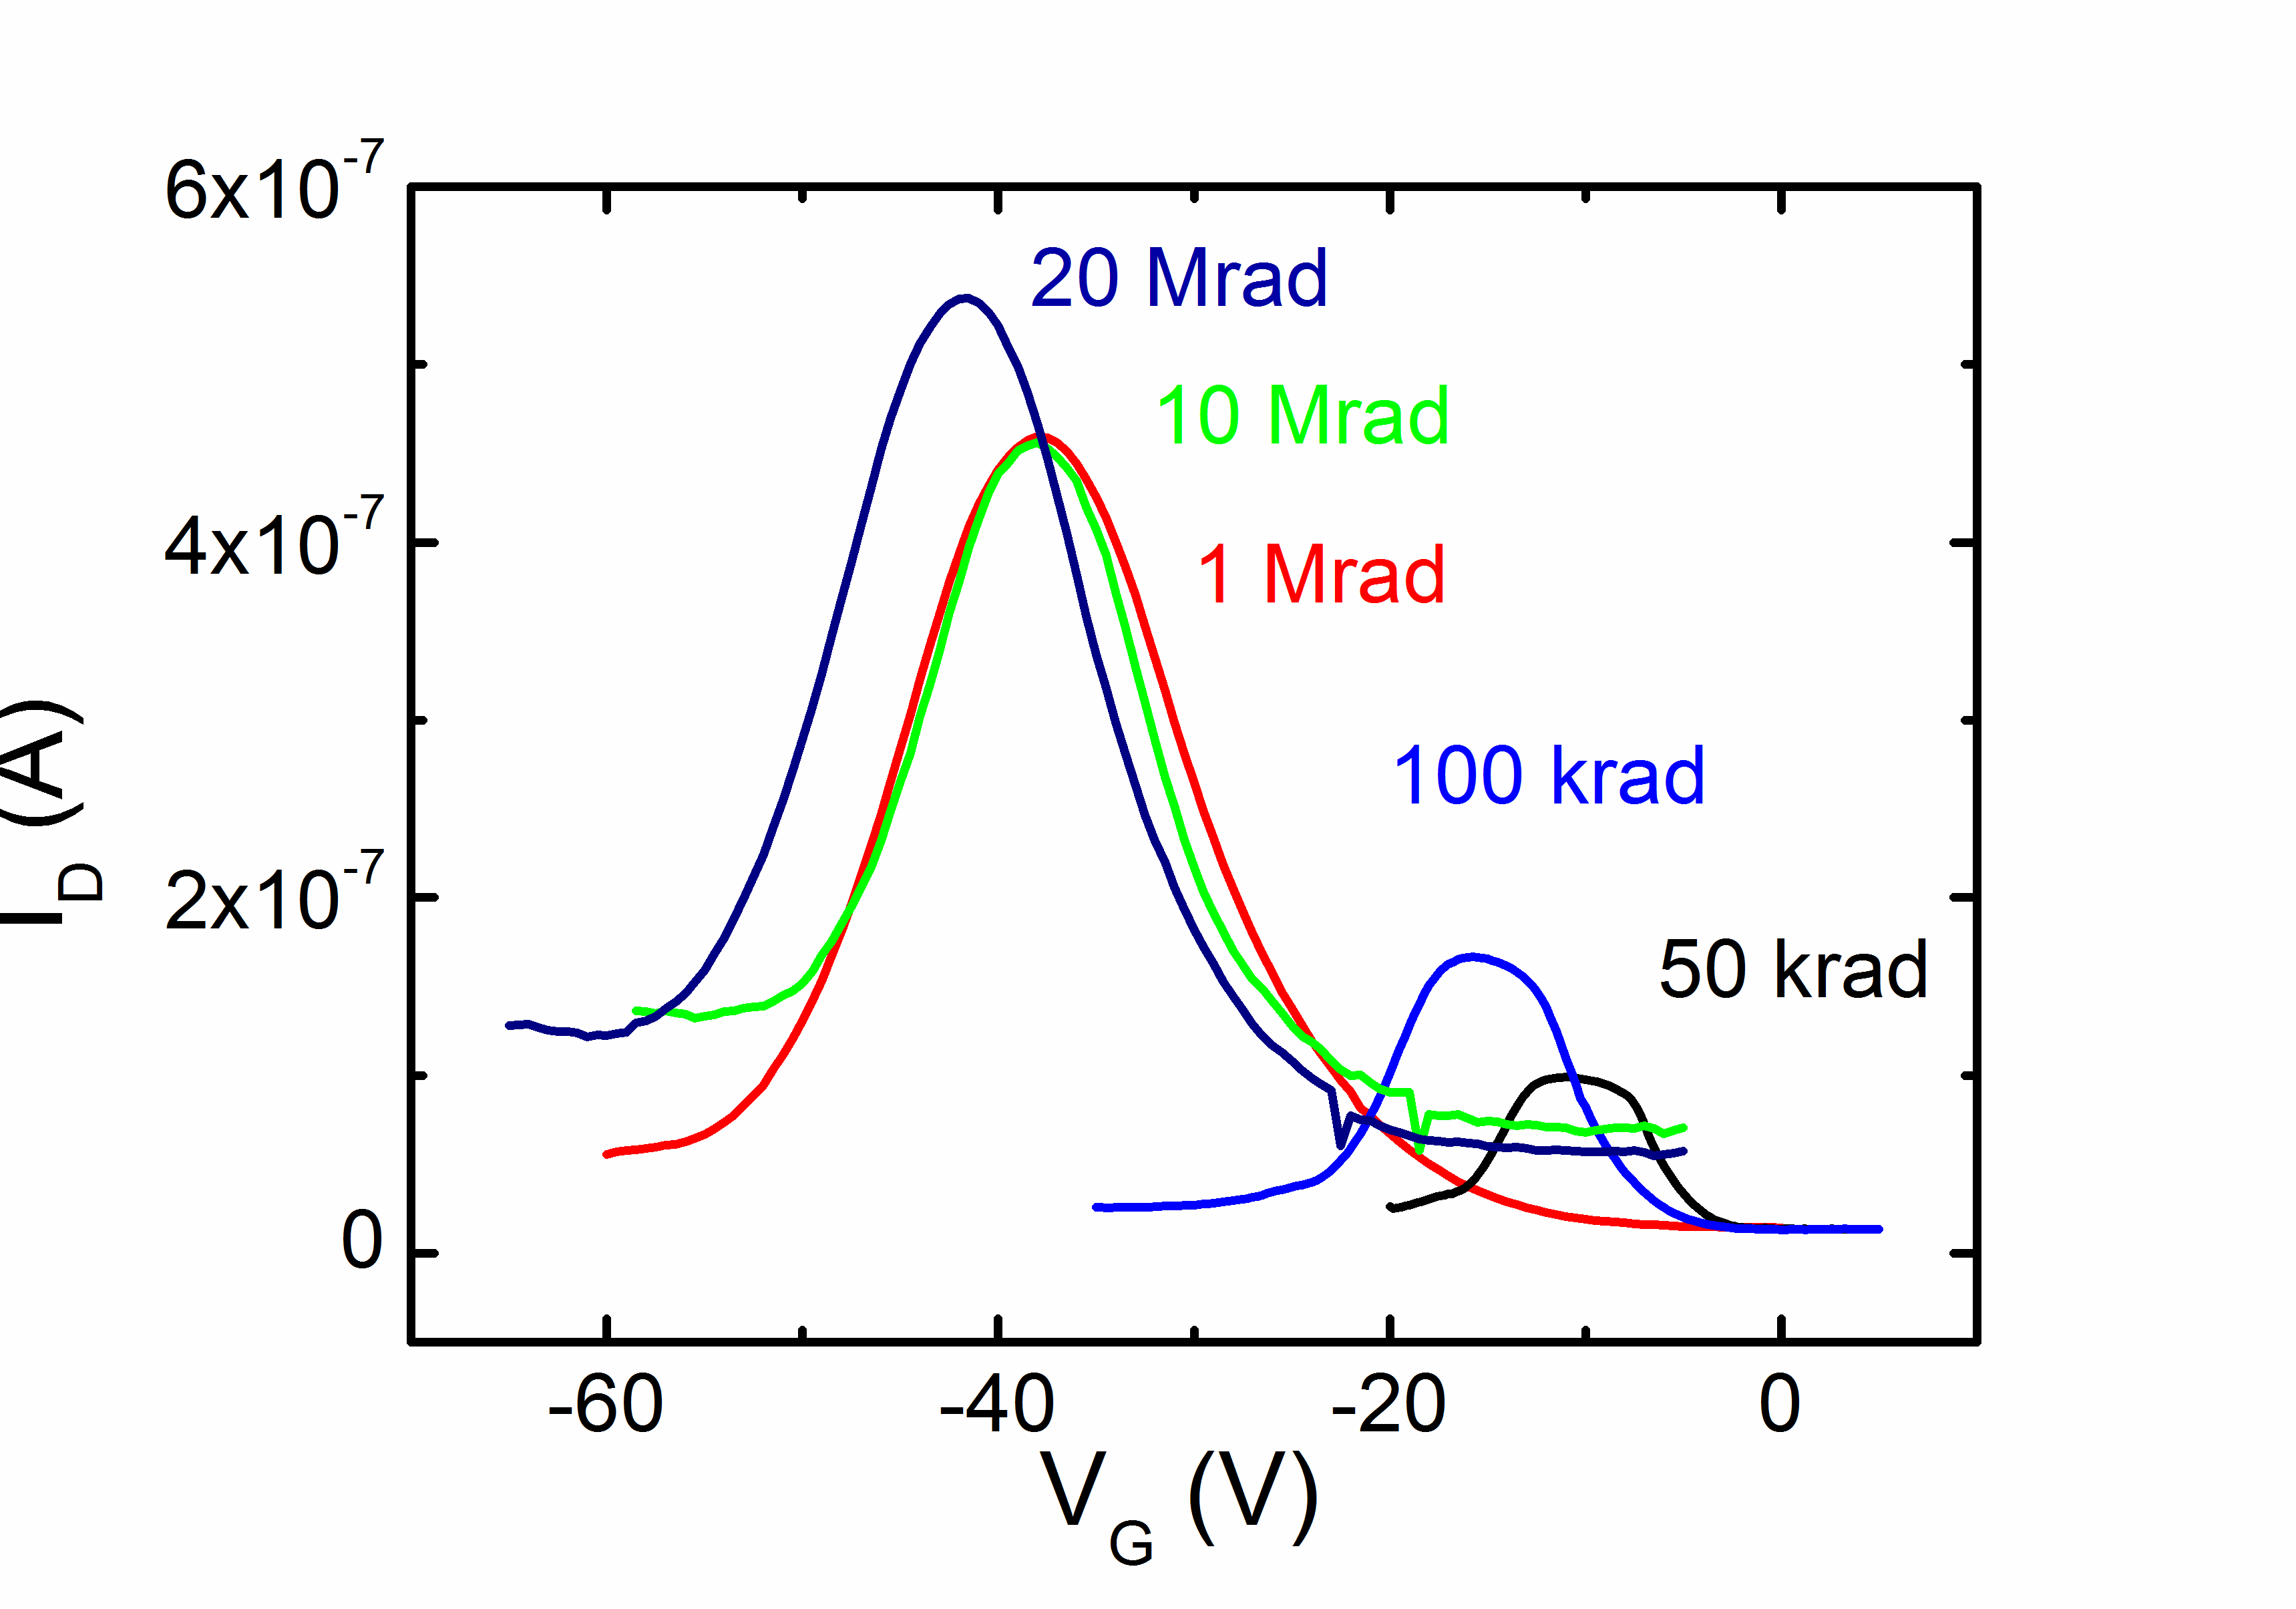 6x10^-7
20 Mrad
10 Mrad
4x10^-7
1 Mrad
100 krad
I_D (A)
2x10^-7
50 krad
0
-60 -40 -20 0
V_G (V)